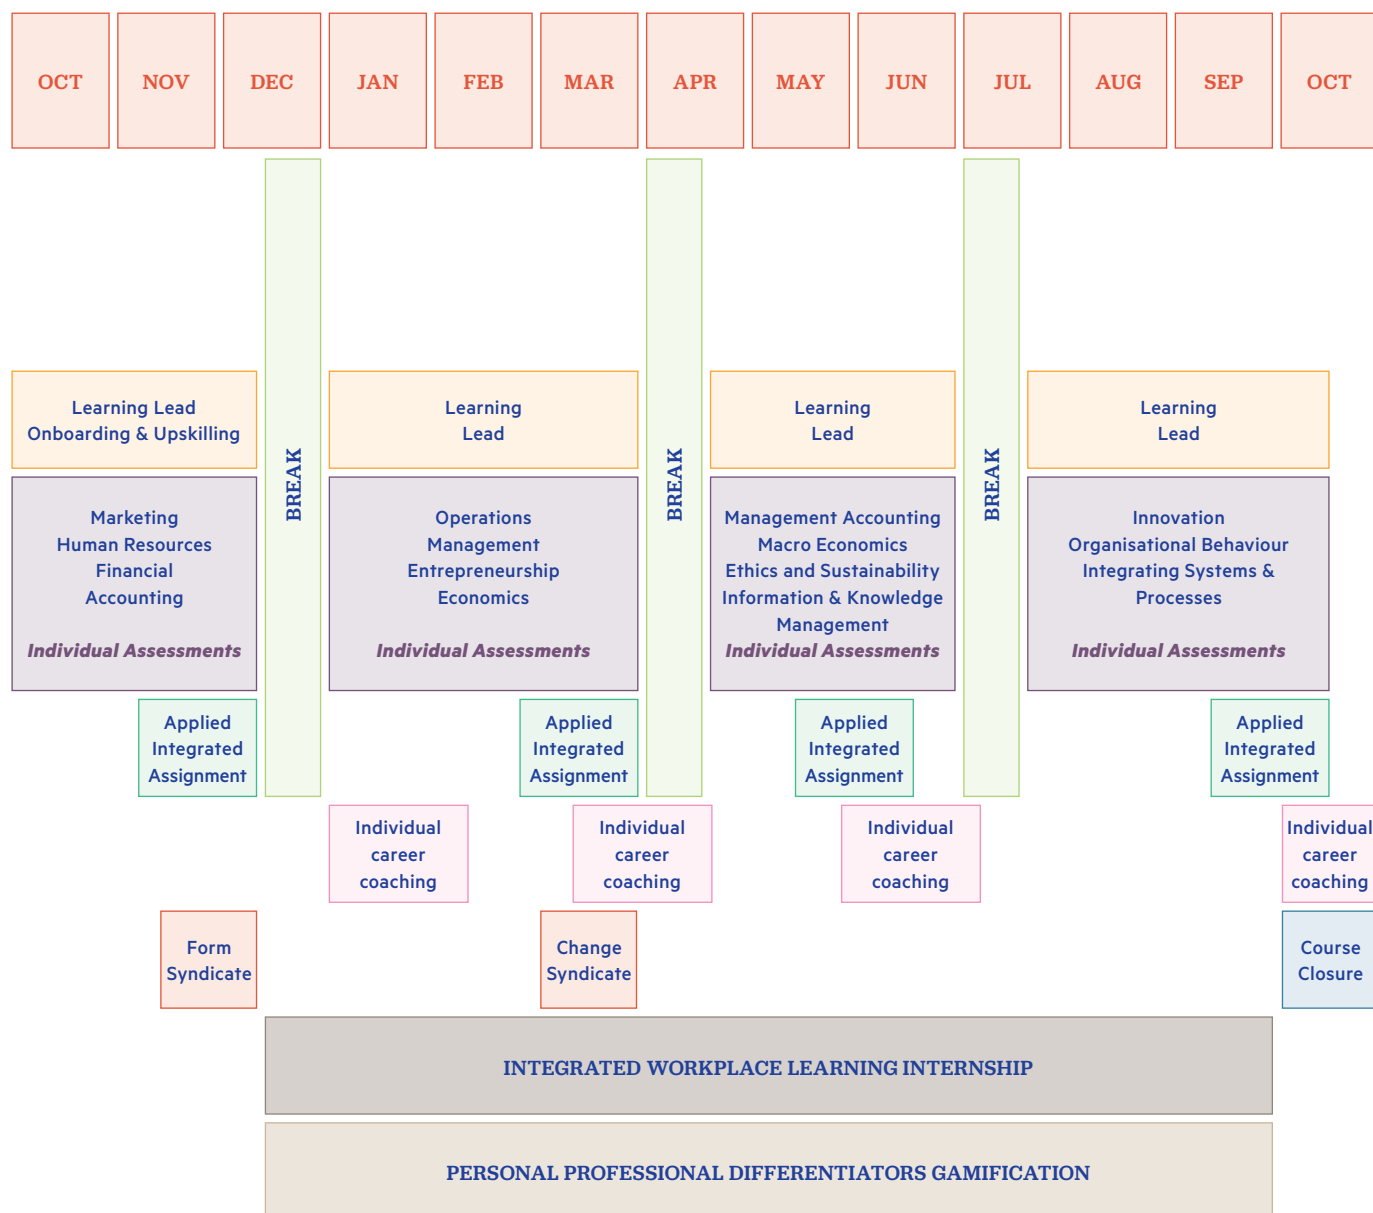 OCT
NOV
DEC
JAN
FEB
MAR
APR
MAY
JUN
JUL
AUG
SEP
OCT
Learning Lead
Onboarding & Upskilling
Marketing
Human Resources
Financial
Accounting
Individual Assessments
Applied
Integrated
Assignment
Form
Syndicate
BREAK
Learning
Lead
Operations
Management
Entrepreneurship
Economics
Individual Assessments
Applied
Integrated
Assignment
Individual
career
coaching
Individual
career
coaching
Change
Syndicate
BREAK
Learning
Lead
Management Accounting
Macro Economics
Ethics and Sustainability
Information & Knowledge
Management
Individual Assessments
Applied
Integrated
Assignment
Individual
career
coaching
BREAK
Learning
Lead
Innovation
Organisational Behaviour
Integrating Systems &
Processes
Individual Assessments
Applied
Integrated
Assignment
Individual
career
coaching
Course
Closure
INTEGRATED WORKPLACE LEARNING INTERNSHIP
PERSONAL PROFESSIONAL DIFFERENTIATORS GAMIFICATION